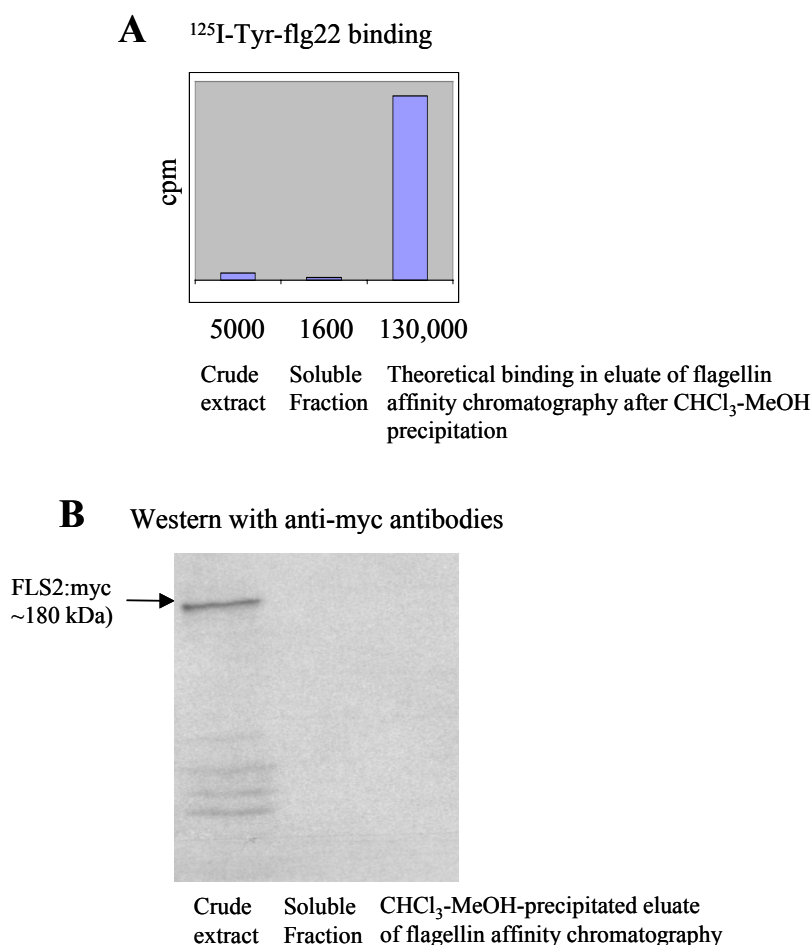 A
¹²⁵I-Tyr-flg22 binding
cpm
5000 1600 130,000
Crude Soluble Theoretical binding in eluate of flagellin
extract Fraction affinity chromatography after CHCl₃-MeOH
precipitation
B
Western with anti-myc antibodies
FLS2:myc
~180 kDa)
Crude Soluble CHCl₃-MeOH-precipitated eluate
extract Fraction of flagellin affinity chromatography